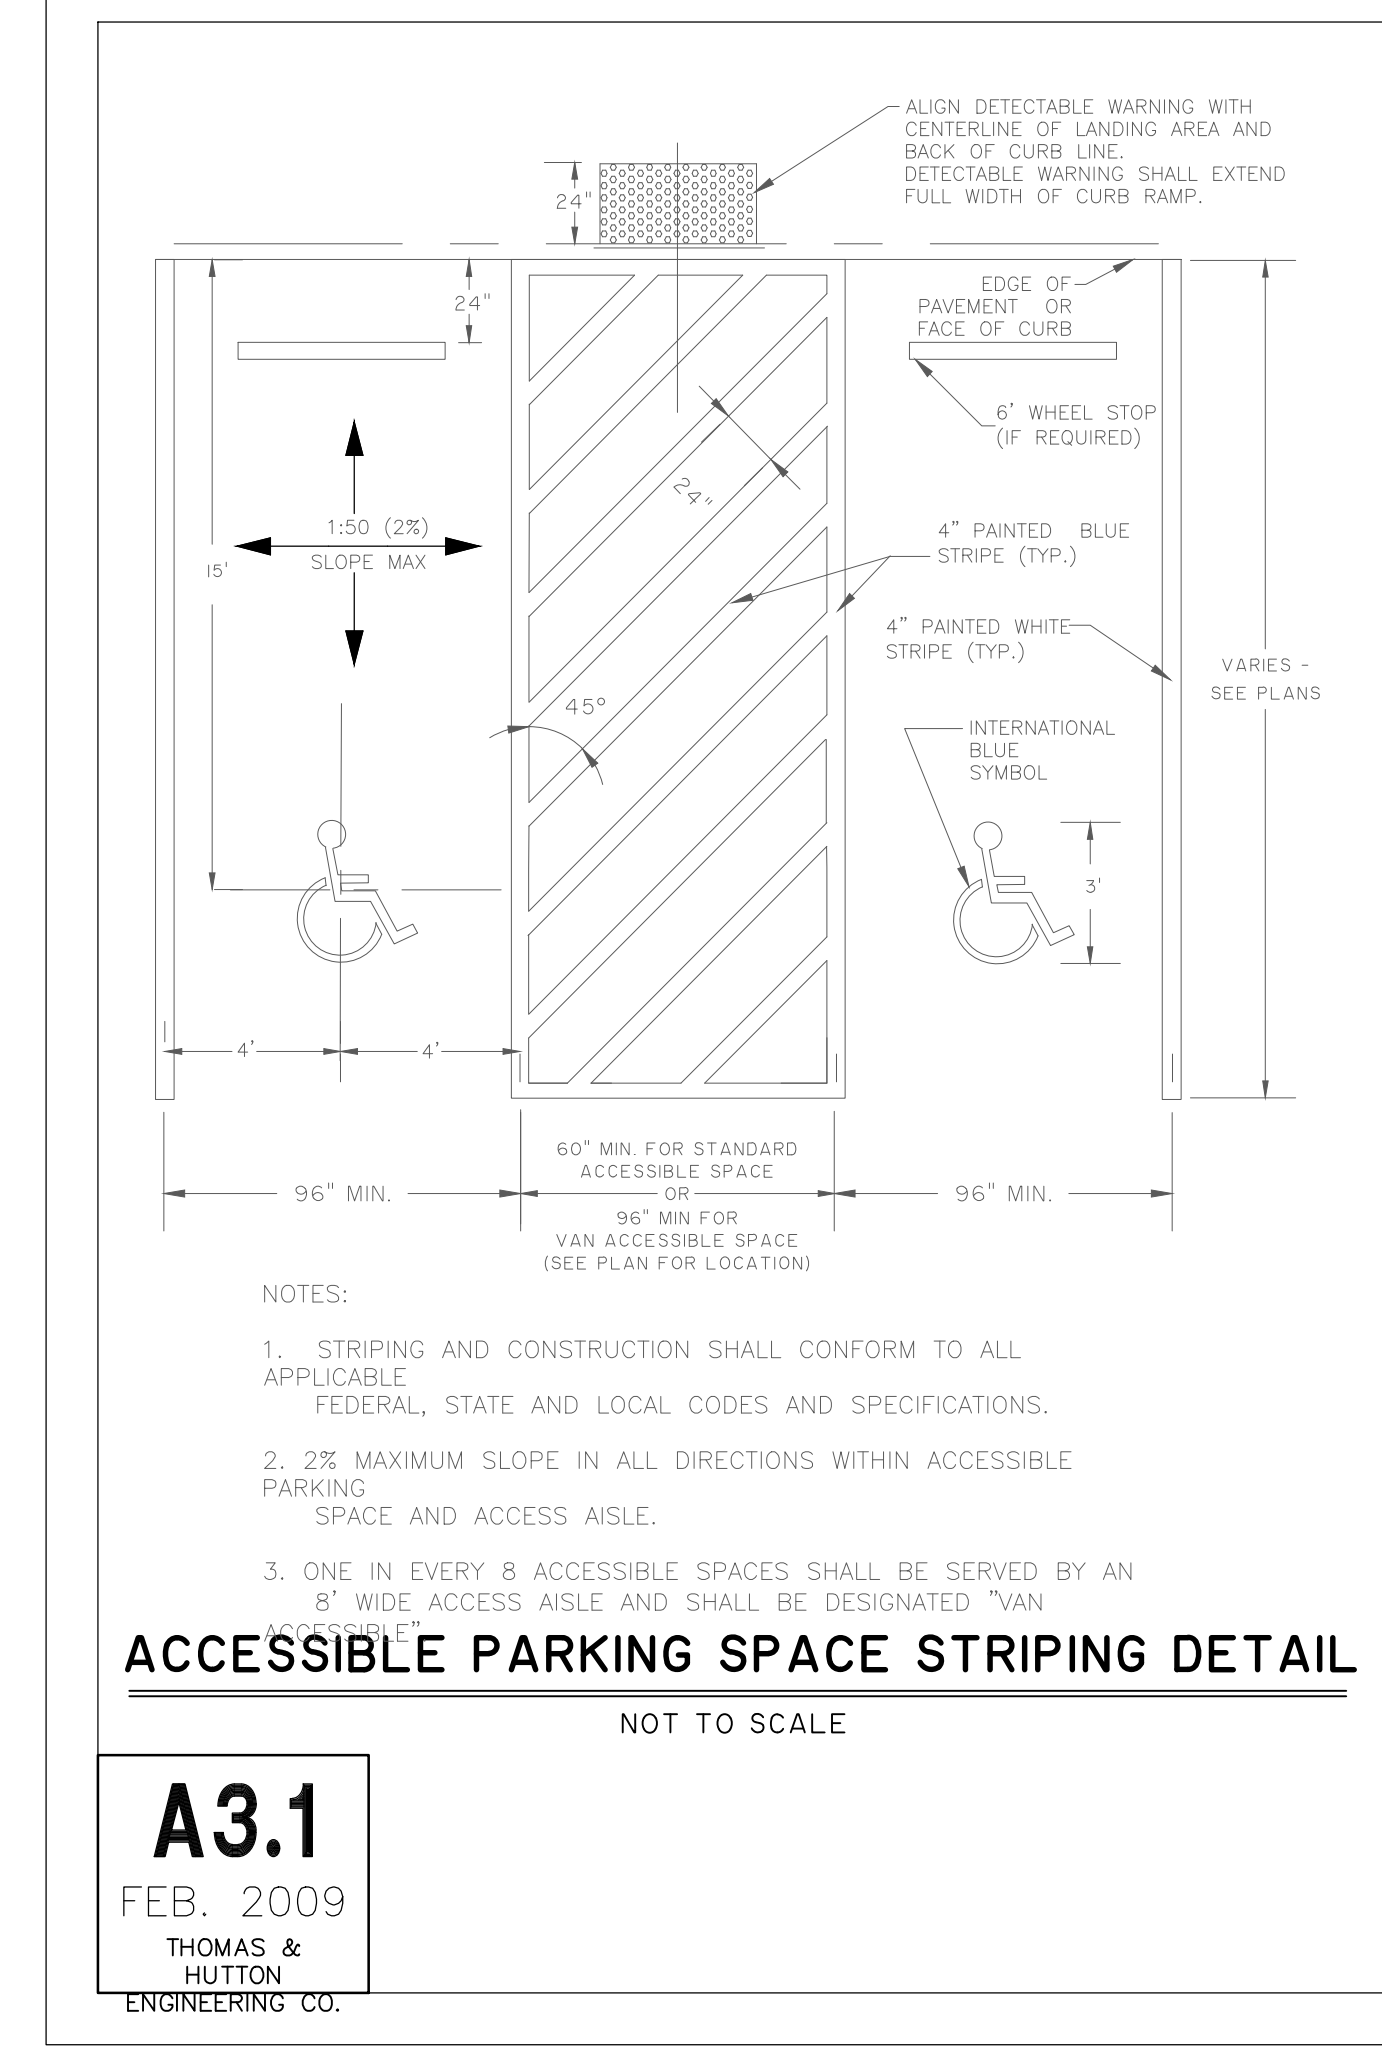 ALIGN DETECTABLE WARNING WITH
CENTERLINE OF LANDING AREA AND
BACK OF CURB LINE.
DETECTABLE WARNING SHALL EXTEND
FULL WIDTH OF CURB RAMP.
24"
24"
EDGE OF
PAVEMENT OR
FACE OF CURB
6' WHEEL STOP
(IF REQUIRED)
24"
1:50 (2%)
SLOPE MAX
15'
4" PAINTED BLUE
STRIPE (TYP.)
4" PAINTED WHITE
STRIPE (TYP.)
VARIES -
SEE PLANS
45°
INTERNATIONAL
BLUE
SYMBOL
3'
4'
4'
60" MIN. FOR STANDARD
ACCESSIBLE SPACE
96" MIN.
OR
96" MIN.
96" MIN FOR
VAN ACCESSIBLE SPACE
(SEE PLAN FOR LOCATION)
NOTES:
1. STRIPING AND CONSTRUCTION SHALL CONFORM TO ALL
APPLICABLE
FEDERAL, STATE AND LOCAL CODES AND SPECIFICATIONS.
2. 2% MAXIMUM SLOPE IN ALL DIRECTIONS WITHIN ACCESSIBLE
PARKING
SPACE AND ACCESS AISLE.
3. ONE IN EVERY 8 ACCESSIBLE SPACES SHALL BE SERVED BY AN
8' WIDE ACCESS AISLE AND SHALL BE DESIGNATED "VAN
ACCESSIBLE"
ACCESSIBLE PARKING SPACE STRIPING DETAIL
NOT TO SCALE
A3.1
FEB. 2009
THOMAS &
HUTTON
ENGINEERING CO.